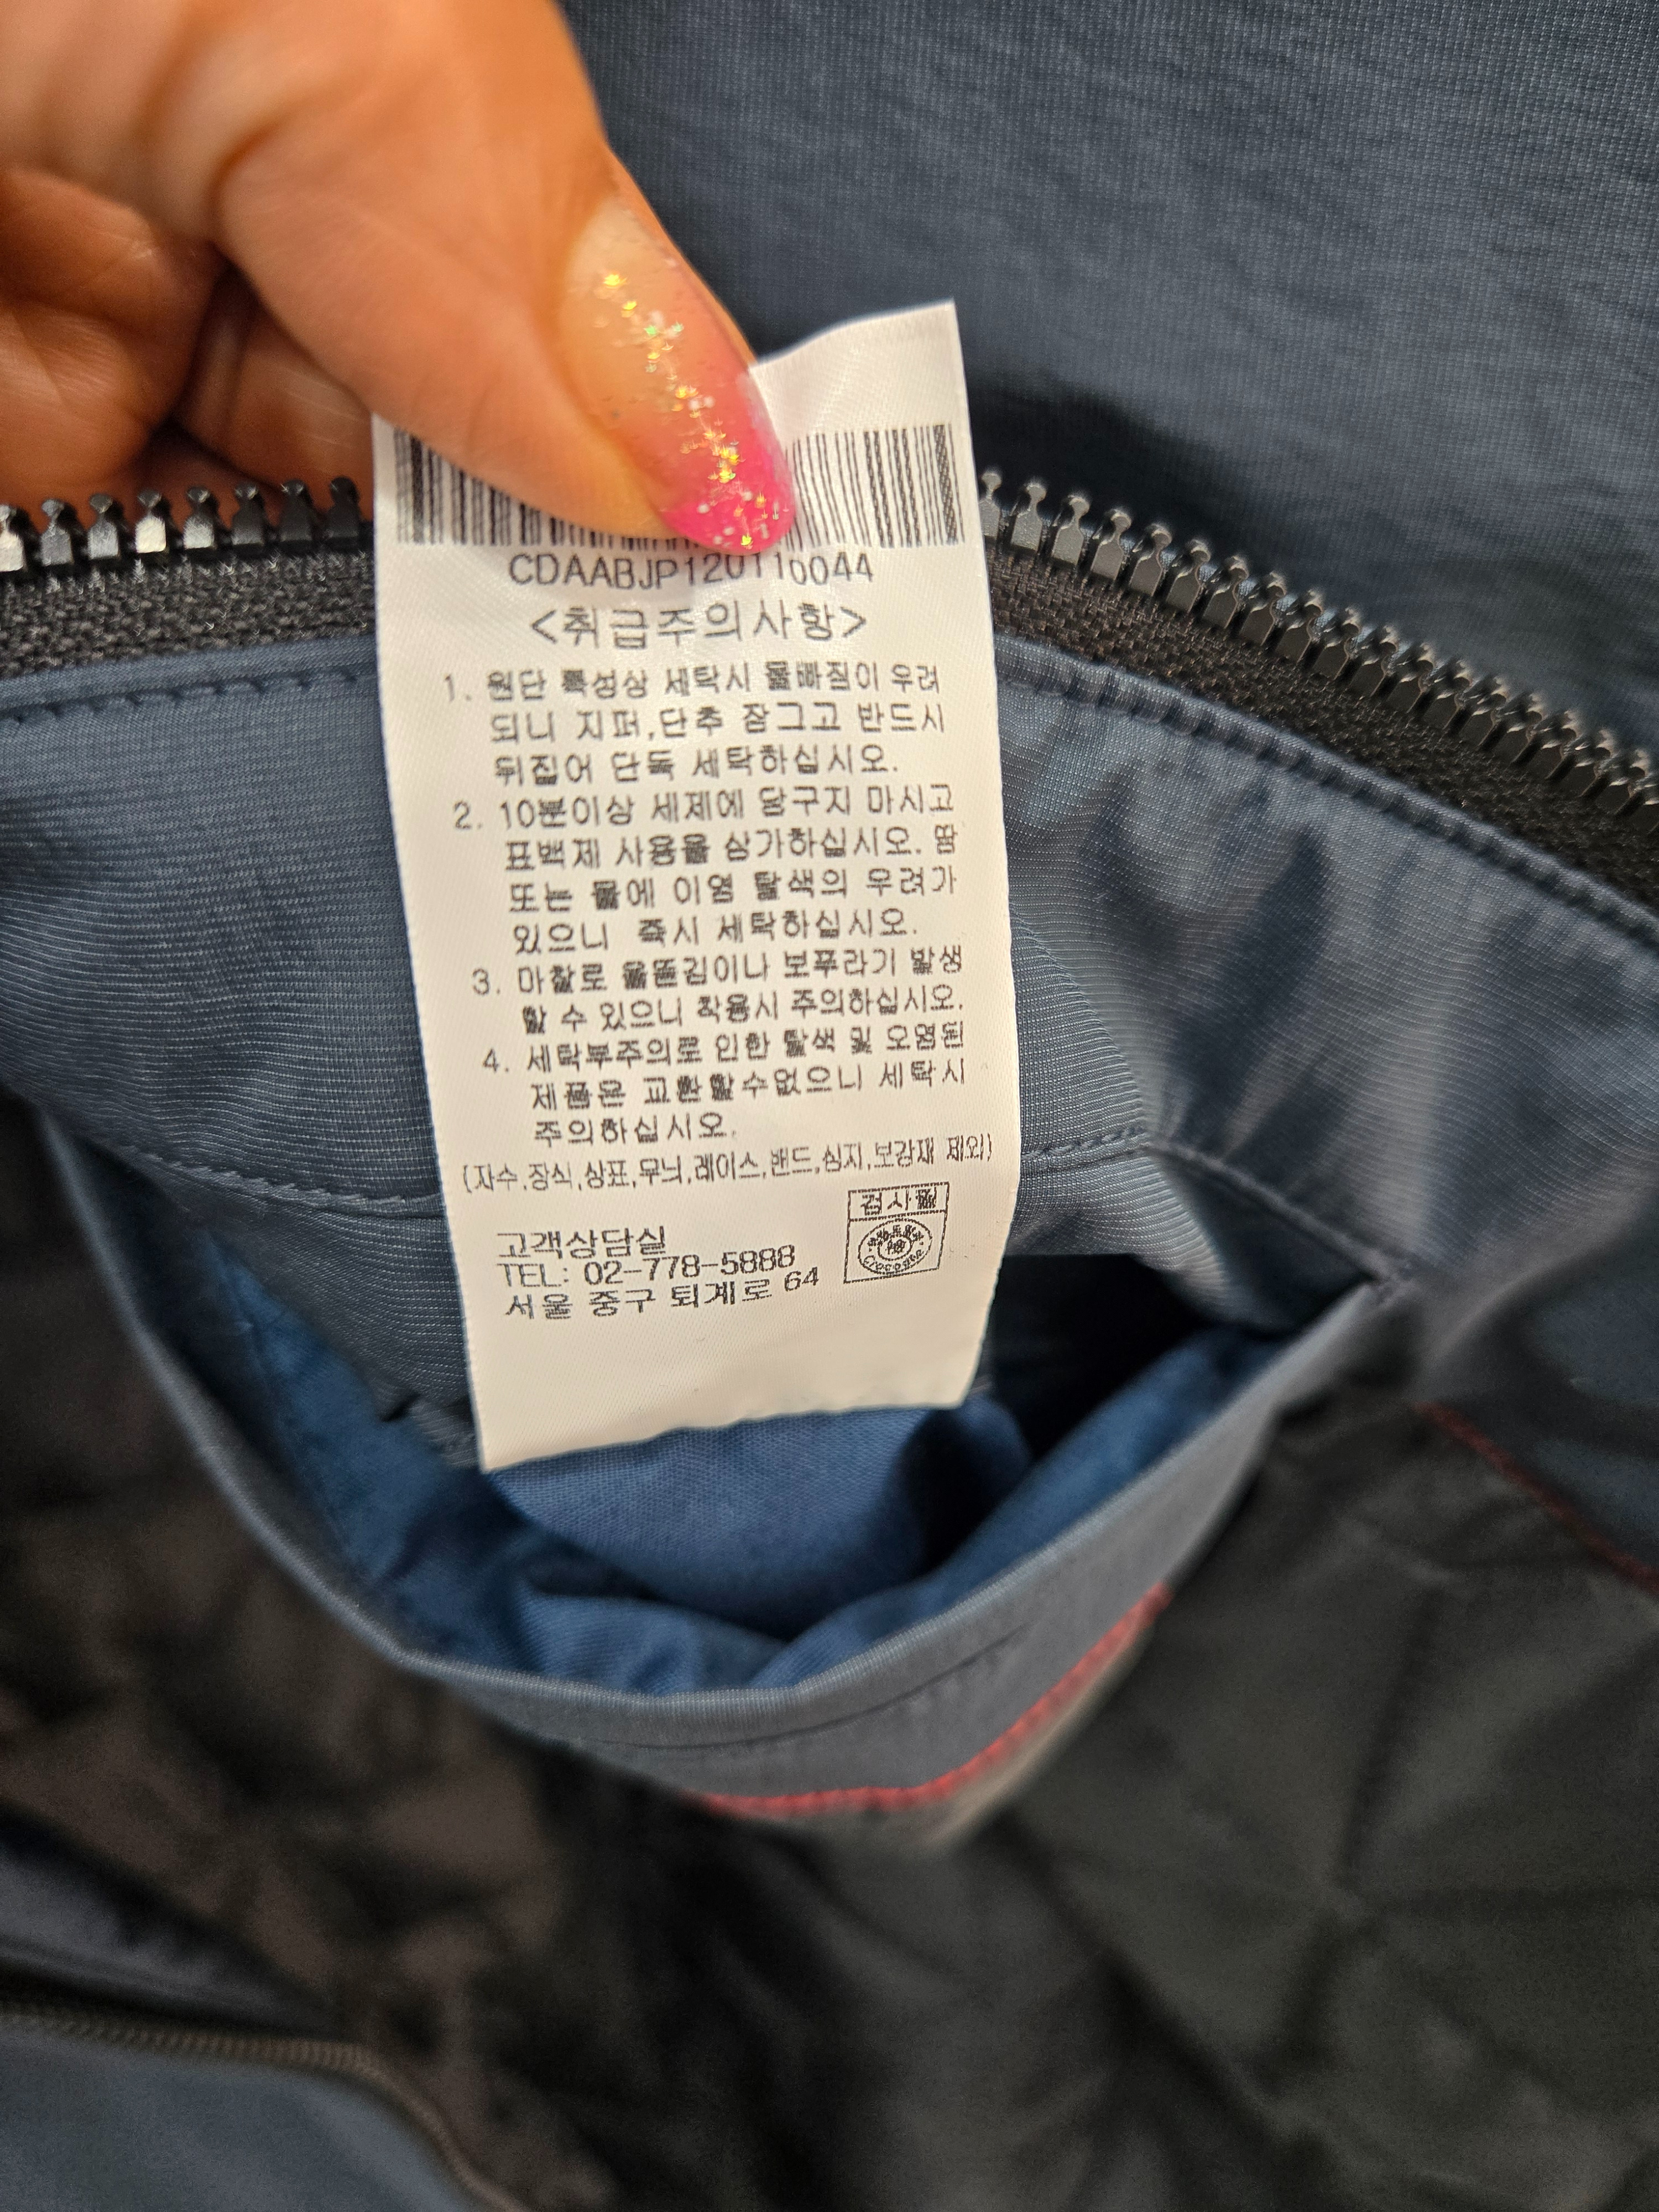 CDAABJP120110044
<취급주의사항>
1. 원단 특성상 세탁시 물빠짐이 우려
되니 지퍼,단추 잠그고 반드시
뒤집어 단독 세탁하십시오.
2. 10분이상 세제에 담구지 마시고
표백제 사용을 삼가하십시오. 땀
또는 물에 이염 탈색의 우려가
있으니 즉시 세탁하십시오.
3. 마찰로 올뜯김이나 보푸라기 발생
할 수 있으니 착용시 주의하십시오.
4. 세탁부주의로 인한 탈색 및 오염된
제품은 교환할수없으니 세탁시
주의하십시오.
(자수,장식,상표,무늬,레이스,밴드,심지,보강재 제외)
검사필
고객상담실
TEL: 02-778-5888
서울 중구 퇴계로 64